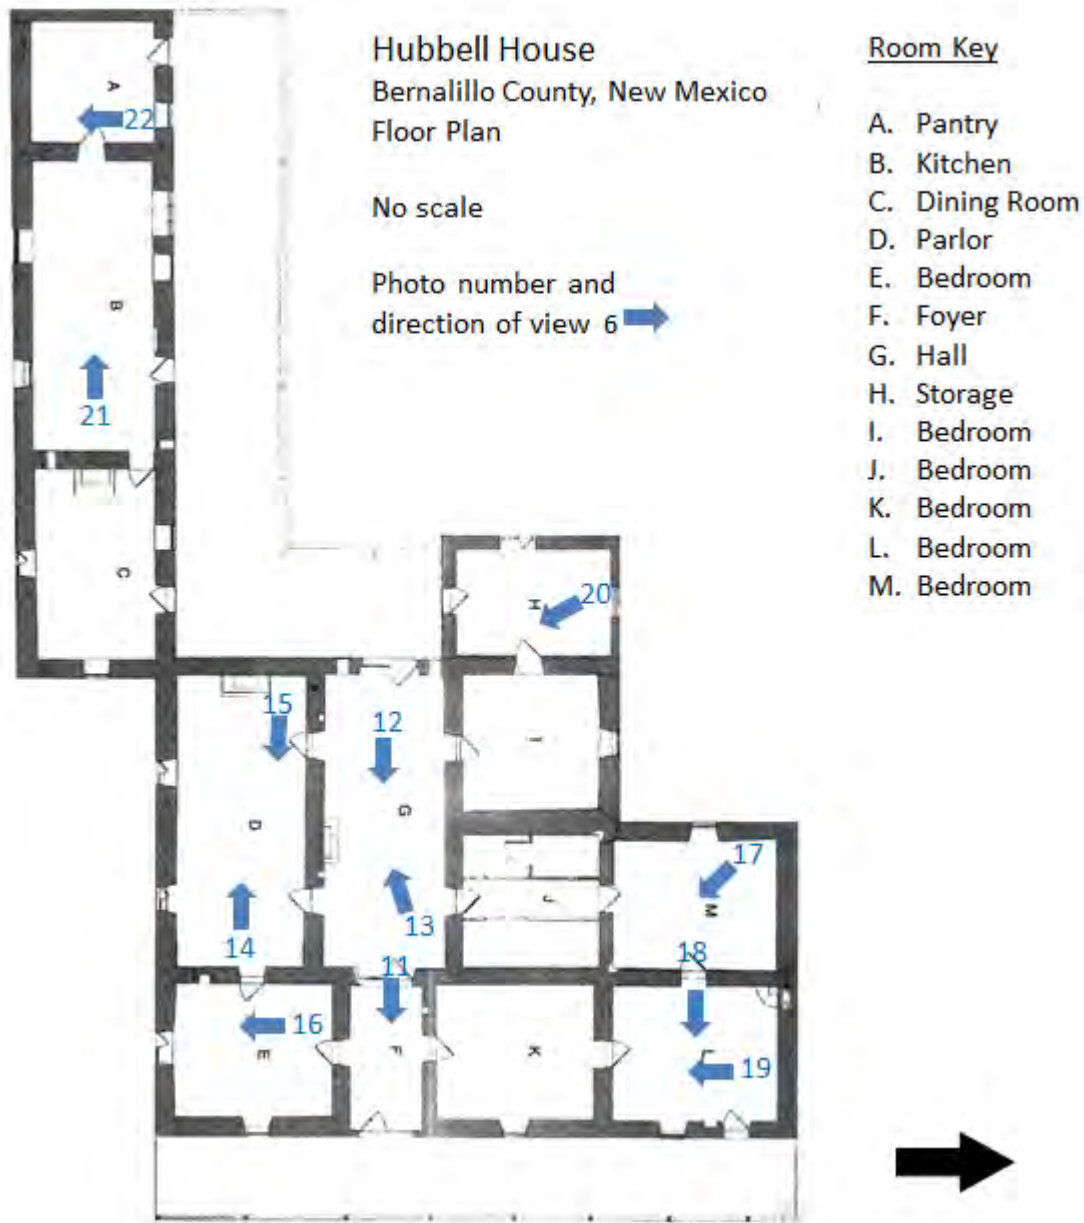 Hubbell House
Bernalillo County, New Mexico
Floor Plan
No scale
Photo number and
direction of view 6
Room Key
A. Pantry
B. Kitchen
C. Dining Room
D. Parlor
E. Bedroom
F. Foyer
G. Hall
H. Storage
I. Bedroom
J. Bedroom
K. Bedroom
L. Bedroom
M. Bedroom
A
22
B
21
C
H
20
15
12
I
D
G
17
J
M
13
14
18
11
16
E
F
K
L
19